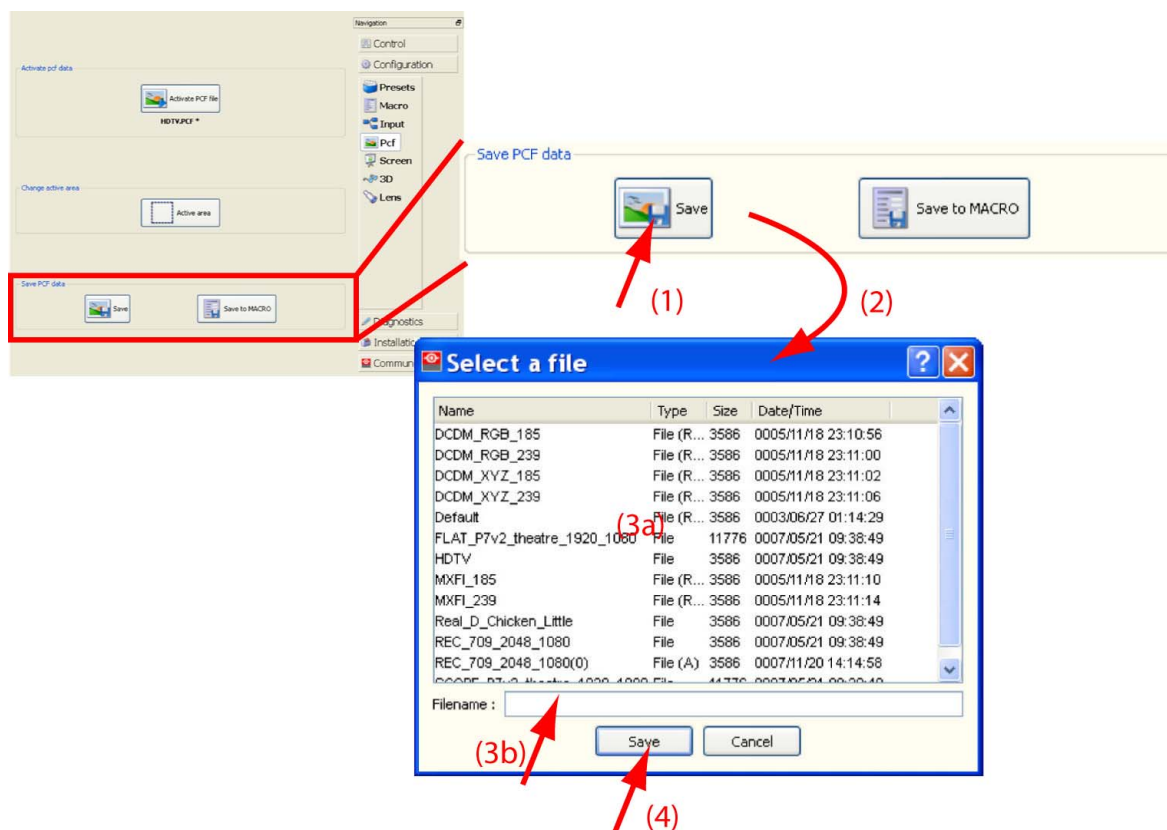 Navigation
Control
Configuration
Presets
Macro
Input
Pcf
Screen
3D
Lens
Diagnostics
Activate pcf data
Activate PCF file
HDTV.PCF *
Change active area
Active area
Save PCF data
Save
Save to MACRO
Save PCF data
Save
Save to MACRO
(1)
(2)
Select a file
Name Type Size Date/Time
DCDM_RGB_185 File (R... 3586 0005/11/18 23:10:56
DCDM_RGB_239 File (R... 3586 0005/11/18 23:11:00
DCDM_XYZ_185 File (R... 3586 0005/11/18 23:11:02
DCDM_XYZ_239 File (R... 3586 0005/11/18 23:11:06
Default File (R... 3586 0003/06/27 01:14:29
(3a)
FLAT_P7v2_theatre_1920_1080 File 11776 0007/05/21 09:38:49
HDTV File 3586 0007/05/21 09:38:49
MXFI_185 File (R... 3586 0005/11/18 23:11:10
MXFI_239 File (R... 3586 0005/11/18 23:11:14
Real_D_Chicken_Little File 3586 0007/05/21 09:38:49
REC_709_2048_1080 File 3586 0007/05/21 09:38:49
REC_709_2048_1080(0) File (A) 3586 0007/11/20 14:14:58
Filename :
(3b)
Save
Cancel
(4)